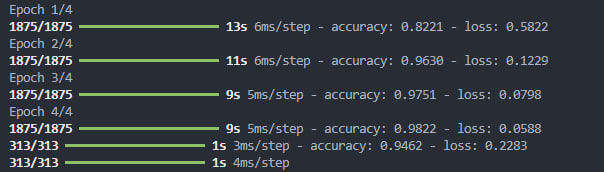 Epoch 1/4
1875/1875 13s 6ms/step - accuracy: 0.8221 - loss: 0.5822
Epoch 2/4
1875/1875 11s 6ms/step - accuracy: 0.9630 - loss: 0.1229
Epoch 3/4
1875/1875 9s 5ms/step - accuracy: 0.9751 - loss: 0.0798
Epoch 4/4
1875/1875 9s 5ms/step - accuracy: 0.9822 - loss: 0.0588
313/313 1s 3ms/step - accuracy: 0.9462 - loss: 0.2283
313/313 1s 4ms/step